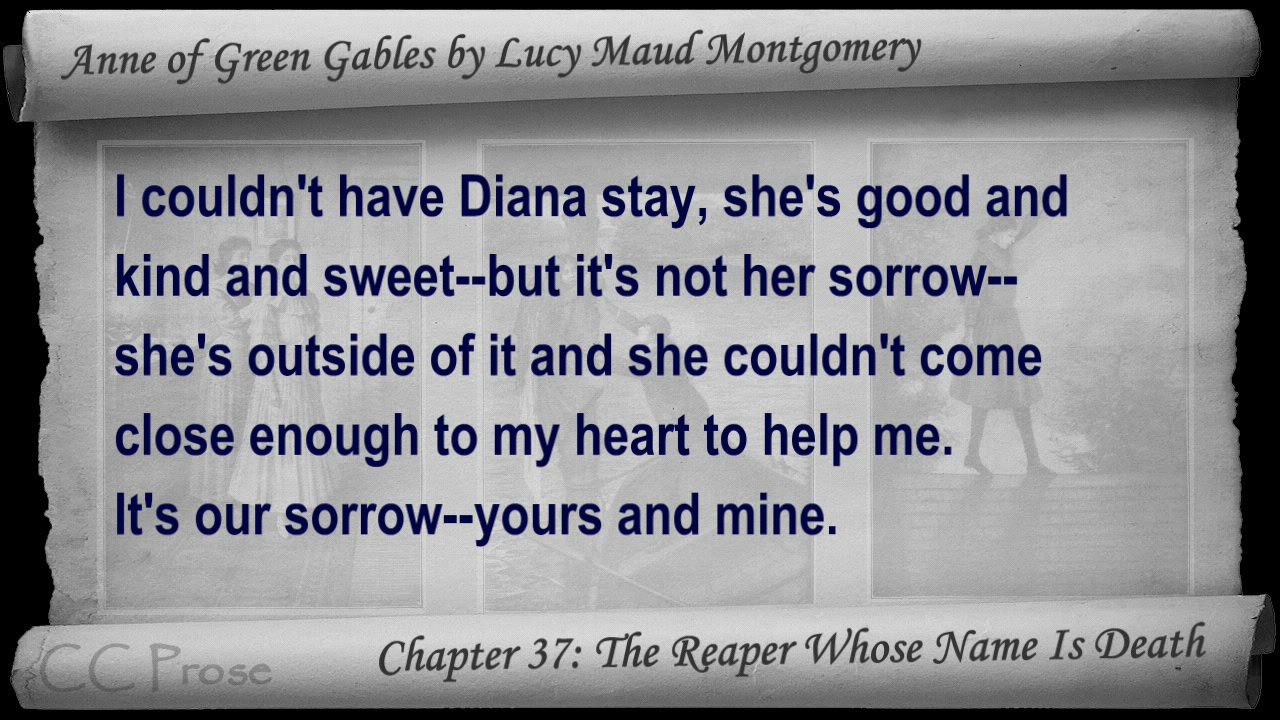 Anne of Green Gables by Lucy Maud Montgomery
I couldn't have Diana stay, she's good and
kind and sweet--but it's not her sorrow--
she's outside of it and she couldn't come
close enough to my heart to help me.
It's our sorrow--yours and mine.
CC Prose
Chapter 37: The Reaper Whose Name Is Death